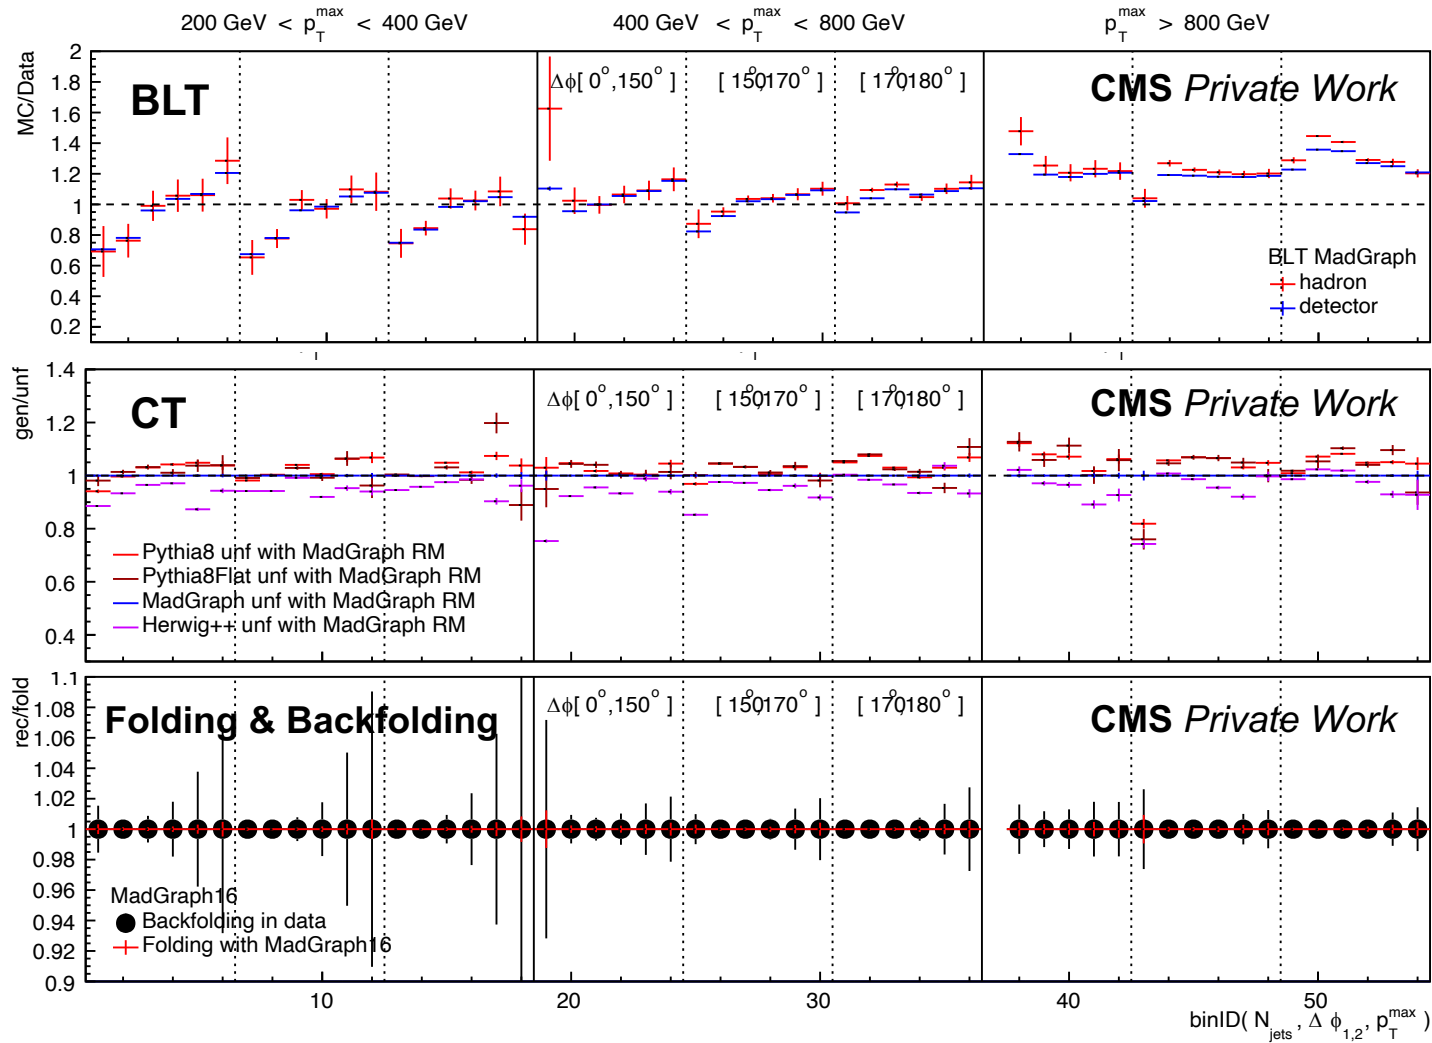 200 GeV < p_T^max < 400 GeV
400 GeV < p_T^max < 800 GeV
p_T^max > 800 GeV
MC/Data
2
1.8
1.6
1.4
1.2
1
0.8
0.6
0.4
0.2
BLT
Δϕ[ 0°,150° ]
[ 150°,170° ]
[ 170°,180° ]
CMS Private Work
BLT MadGraph
hadron
detector
gen/unf
1.4
1.2
1
0.8
0.6
0.4
CT
Δϕ[ 0°,150° ]
[ 150°,170° ]
[ 170°,180° ]
CMS Private Work
Pythia8 unf with MadGraph RM
Pythia8Flat unf with MadGraph RM
MadGraph unf with MadGraph RM
Herwig++ unf with MadGraph RM
rec/fold
1.1
1.08
1.06
1.04
1.02
1
0.98
0.96
0.94
0.92
0.9
Folding & Backfolding
Δϕ[ 0°,150° ]
[ 150°,170° ]
[ 170°,180° ]
CMS Private Work
MadGraph16
Backfolding in data
Folding with MadGraph16
10 20 30 40 50
binID( N_jets, Δ ϕ_1,2, p_T^max )